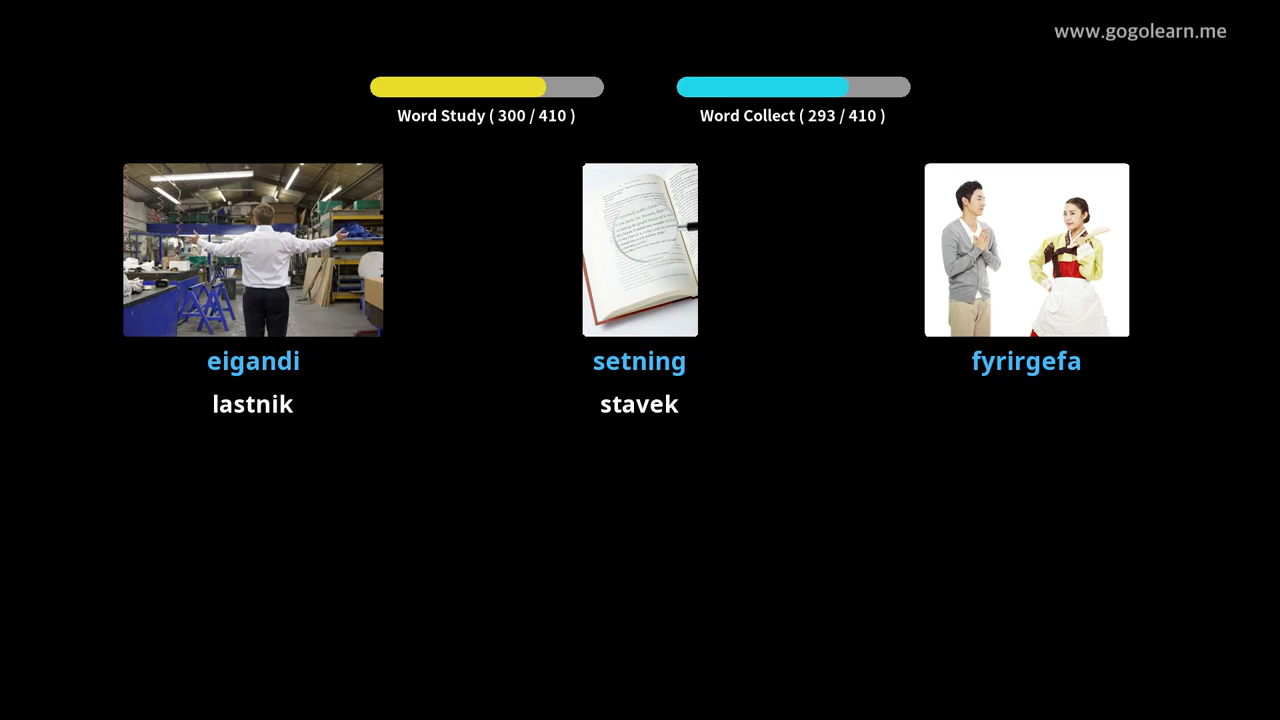 www.gogolearn.me
Word Study ( 300 / 410 )
Word Collect ( 293 / 410 )
eigandi
setning
fyrirgefa
lastnik
stavek